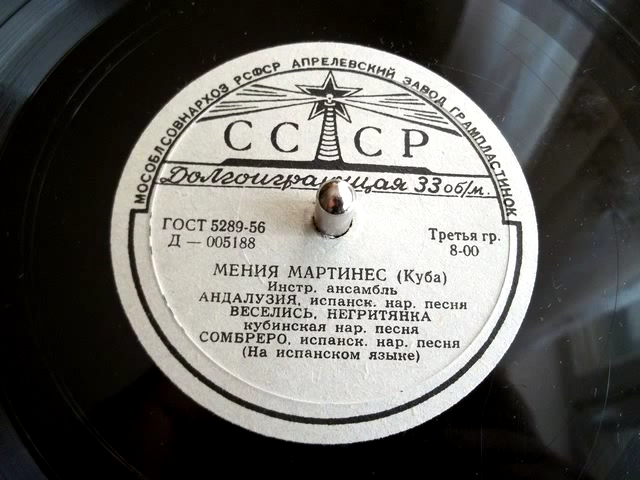 МОСОБЛСОВНАРХОЗ РСФСР АПРЕЛЕВСКИЙ ЗАВОД ГРАМПЛАСТИНОК
СССР
Долгоиграющая 33 об/м.
ГОСТ 5289-56
Д — 005188
Третья гр.
8-00
МЕНИЯ МАРТИНЕС (Куба)
Инстр. ансамбль
АНДАЛУЗИЯ, испанск. нар. песня
ВЕСЕЛИСЬ, НЕГРИТЯНКА
кубинская нар. песня
СОМБРЕРО, испанск. нар. песня
(На испанском языке)